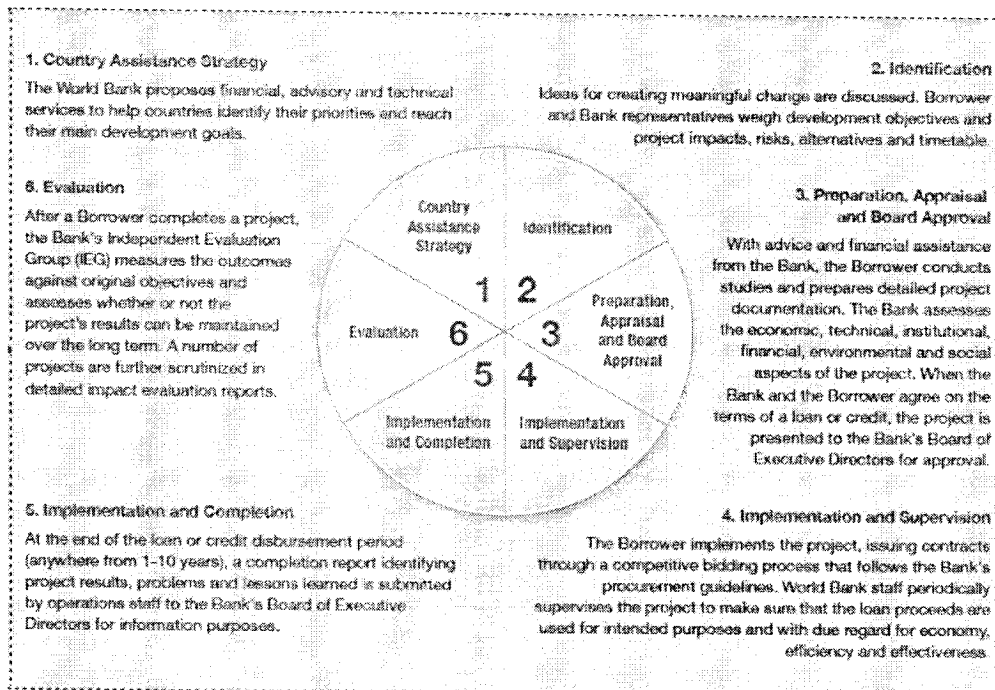 1. Country Assistance Strategy
The World Bank proposes financial, advisory and technical
services to help countries identify their priorities and reach
their main development goals.
2. Identification
Ideas for creating meaningful change are discussed. Borrower
and Bank representatives weigh development objectives and
project impacts, risks, alternatives and timetable.
3. Preparation, Appraisal
and Board Approval
With advice and financial assistance
from the Bank, the Borrower conducts
studies and prepares detailed project
documentation. The Bank assesses
the economic, technical, institutional,
financial, environmental and social
aspects of the project. When the
Bank and the Borrower agree on the
terms of a loan or credit, the project is
presented to the Bank's Board of
Executive Directors for approval.
4. Implementation and Supervision
The Borrower implements the project, issuing contracts
through a competitive bidding process that follows the Bank's
procurement guidelines. World Bank staff periodically
supervises the project to make sure that the loan proceeds are
used for intended purposes and with due regard for economy,
efficiency and effectiveness.
5. Implementation and Completion
At the end of the loan or credit disbursement period
(anywhere from 1-10 years), a completion report identifying
project results, problems and lessons learned is submitted
by operations staff to the Bank's Board of Executive
Directors for information purposes.
6. Evaluation
After a Borrower completes a project,
the Bank's Independent Evaluation
Group (IEG) measures the outcomes
against original objectives and
assesses whether or not the
project's results can be maintained
over the long term. A number of
projects are further scrutinized in
detailed impact evaluation reports.
Country
Assistance
Strategy
1
Identification
2
Preparation,
Appraisal
and Board
Approval
3
Implementation
and Supervision
4
Implementation
and Completion
5
Evaluation
6